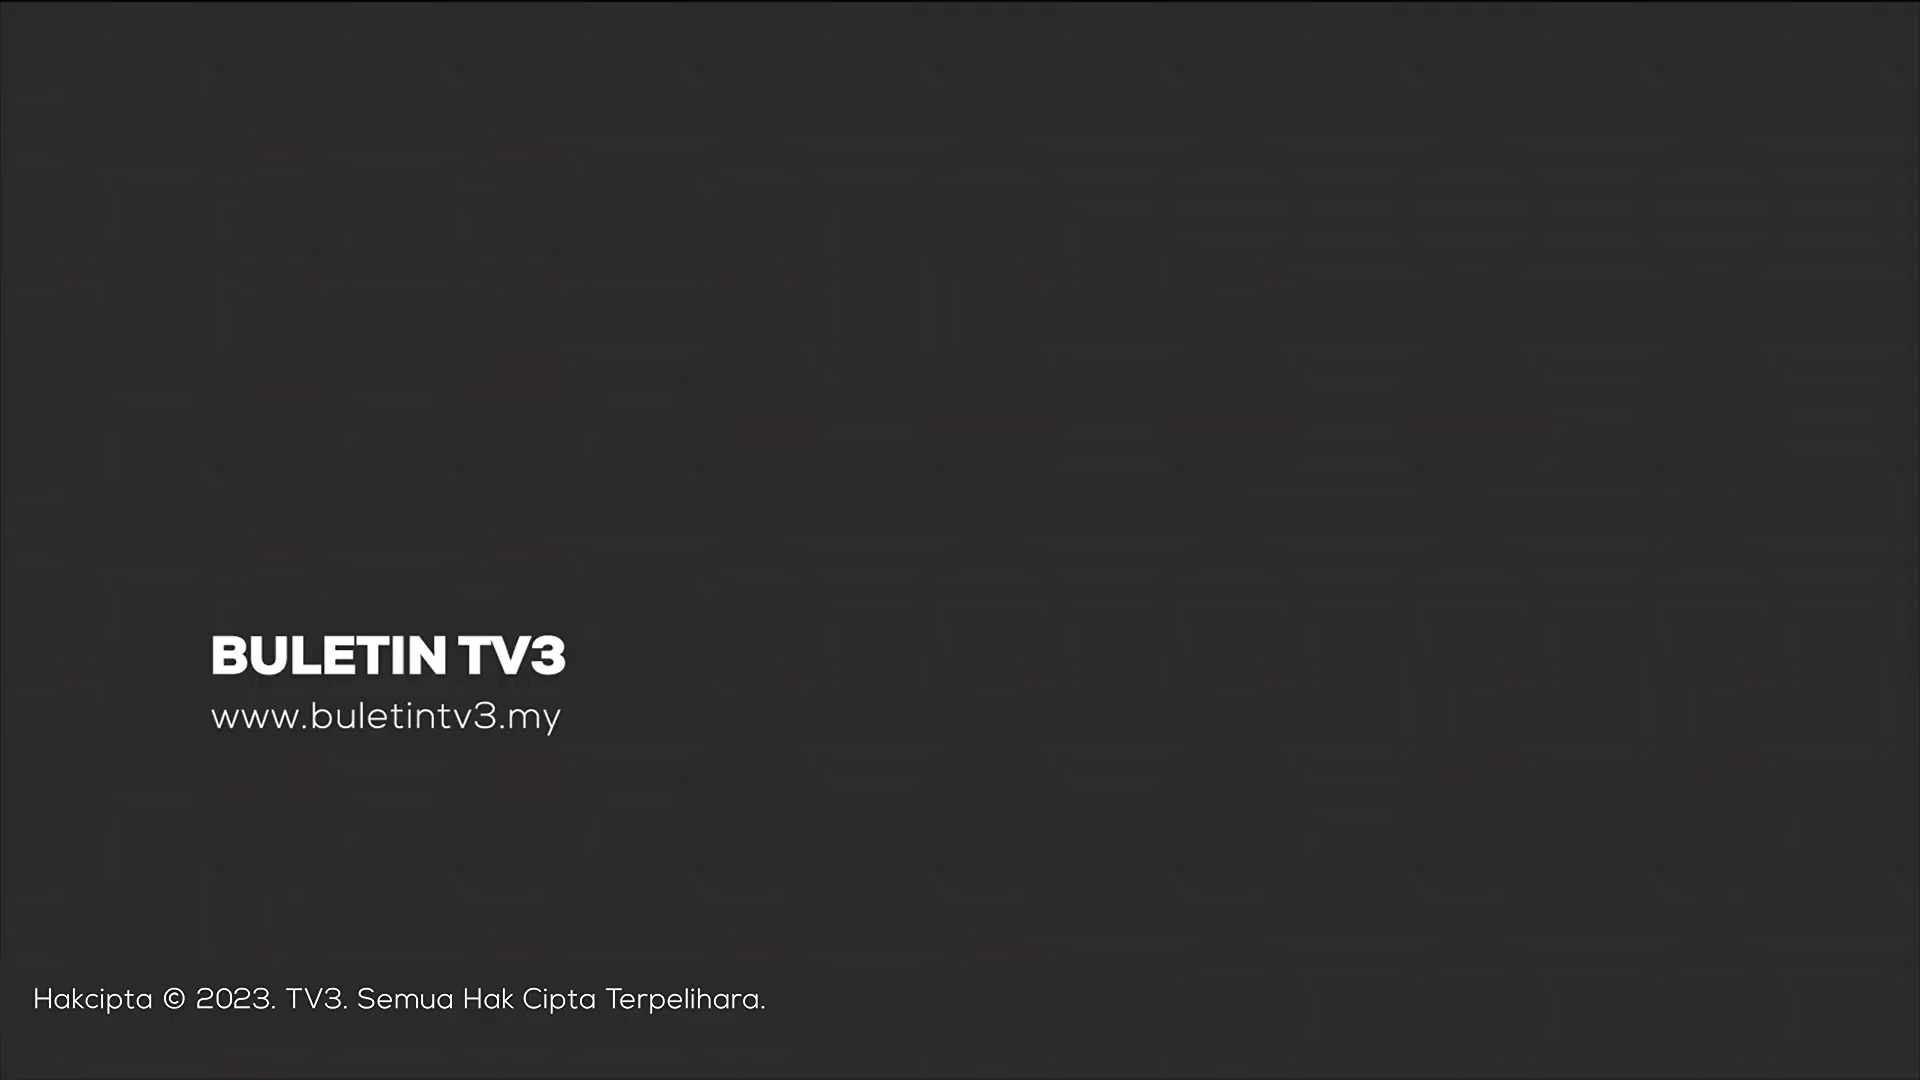 BULETIN TV3
www.buletintv3.my
Hakcipta © 2023. TV3. Semua Hak Cipta Terpelihara.